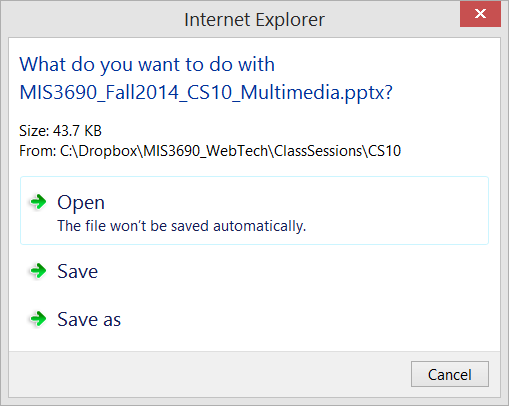 Internet Explorer
What do you want to do with
MIS3690_Fall2014_CS10_Multimedia.pptx?
Size: 43.7 KB
From: C:\Dropbox\MIS3690_WebTech\ClassSessions\CS10
Open
The file won't be saved automatically.
Save
Save as
Cancel